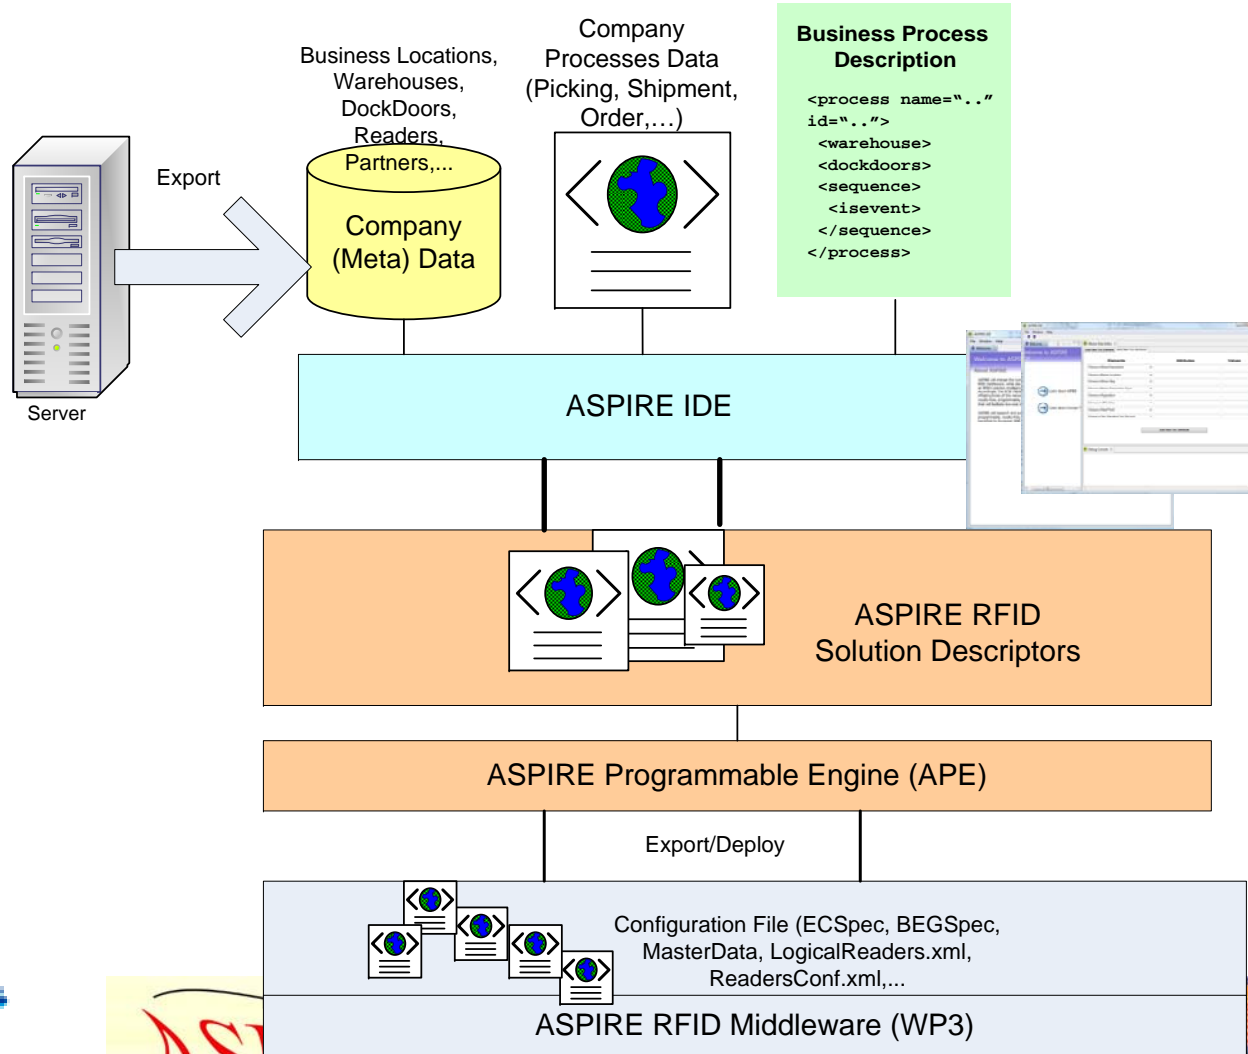 Company
Processes Data
(Picking, Shipment,
Order,...)
Business Locations,
Warehouses,
DockDoors,
Readers,
Partners,...
Business Process
Description
<process name=“..”
id=“..”>
<warehouse>
<dockdoors>
<sequence>
<isevent>
</sequence>
</process>
Export
Company
(Meta) Data
Server
ASPIRE IDE
ASPIRE RFID
Solution Descriptors
ASPIRE Programmable Engine (APE)
Export/Deploy
Configuration File (ECSpec, BEGSpec,
MasterData, LogicalReaders.xml,
ReadersConf.xml,...
ASPIRE RFID Middleware (WP3)